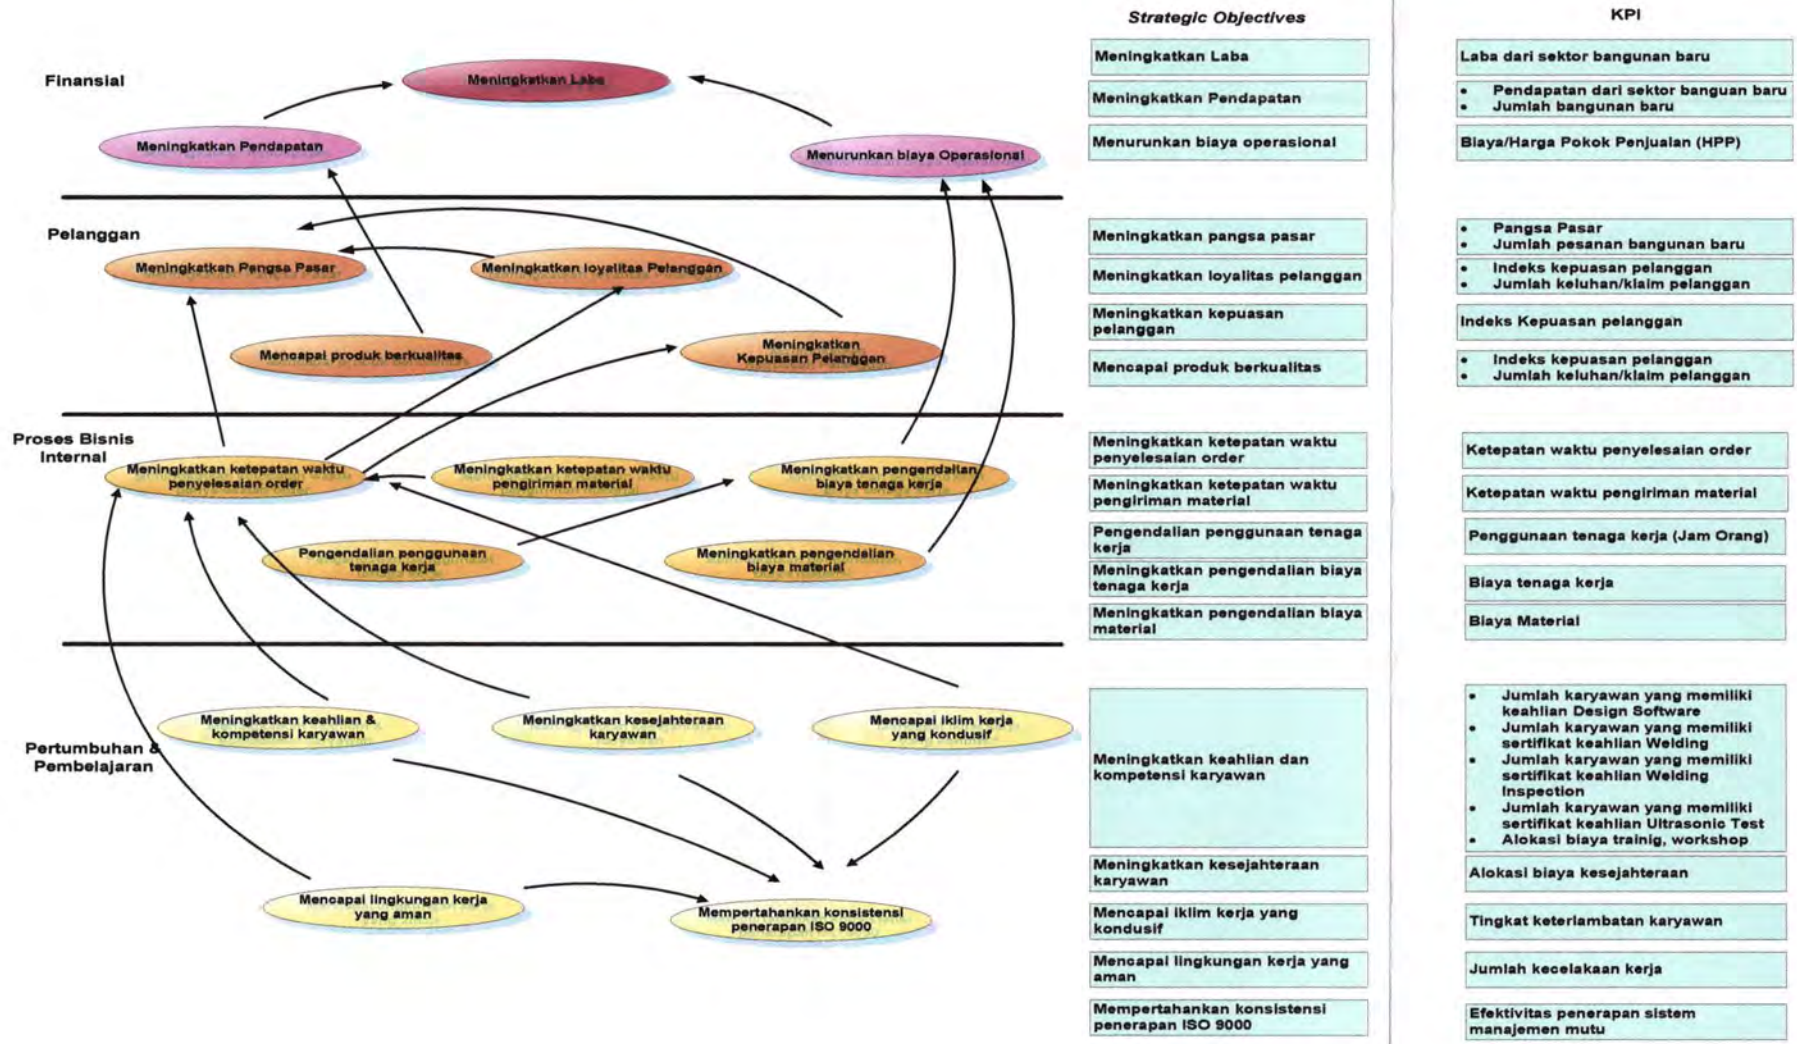 Strategic Objectives
KPI
Finansial
Meningkatkan Laba
Meningkatkan Pendapatan
Menurunkan biaya Operasional
Pelanggan
Meningkatkan Pangsa Pasar
Meningkatkan loyalitas Pelanggan
Mencapai produk berkualitas
Meningkatkan
Kepuasan Pelanggan
Proses Bisnis
Internal
Meningkatkan ketepatan waktu
penyelesaian order
Meningkatkan ketepatan waktu
pengiriman material
Meningkatkan pengendalian
biaya tenaga kerja
Pengendalian penggunaan
tenaga kerja
Meningkatkan pengendalian
biaya material
Pertumbuhan &
Pembelajaran
Meningkatkan keahlian &
kompetensi karyawan
Meningkatkan kesejahteraan
karyawan
Mencapai iklim kerja
yang kondusif
Mencapai lingkungan kerja
yang aman
Mempertahankan konsistensi
penerapan ISO 9000
Meningkatkan Laba
Meningkatkan Pendapatan
Menurunkan biaya operasional
Meningkatkan pangsa pasar
Meningkatkan loyalitas pelanggan
Meningkatkan kepuasan
pelanggan
Mencapai produk berkualitas
Meningkatkan ketepatan waktu
penyelesaian order
Meningkatkan ketepatan waktu
pengiriman material
Pengendalian penggunaan tenaga
kerja
Meningkatkan pengendalian biaya
tenaga kerja
Meningkatkan pengendalian biaya
material
Meningkatkan keahlian dan
kompetensi karyawan
Meningkatkan kesejahteraan
karyawan
Mencapai iklim kerja yang
kondusif
Mencapai lingkungan kerja yang
aman
Mempertahankan konsistensi
penerapan ISO 9000
Laba dari sektor bangunan baru
• Pendapatan dari sektor banguan baru
• Jumlah bangunan baru
Biaya/Harga Pokok Penjualan (HPP)
• Pangsa Pasar
• Jumlah pesanan bangunan baru
• Indeks kepuasan pelanggan
• Jumlah keluhan/klaim pelanggan
Indeks Kepuasan pelanggan
• Indeks kepuasan pelanggan
• Jumlah keluhan/klaim pelanggan
Ketepatan waktu penyelesaian order
Ketepatan waktu pengiriman material
Penggunaan tenaga kerja (Jam Orang)
Biaya tenaga kerja
Biaya Material
• Jumlah karyawan yang memiliki
keahlian Design Software
• Jumlah karyawan yang memiliki
sertifikat keahlian Welding
• Jumlah karyawan yang memiliki
sertifikat keahlian Welding
Inspection
• Jumlah karyawan yang memiliki
sertifikat keahlian Ultrasonic Test
• Alokasi biaya trainig, workshop
Alokasi biaya kesejahteraan
Tingkat keterlambatan karyawan
Jumlah kecelakaan kerja
Efektivitas penerapan sistem
manajemen mutu